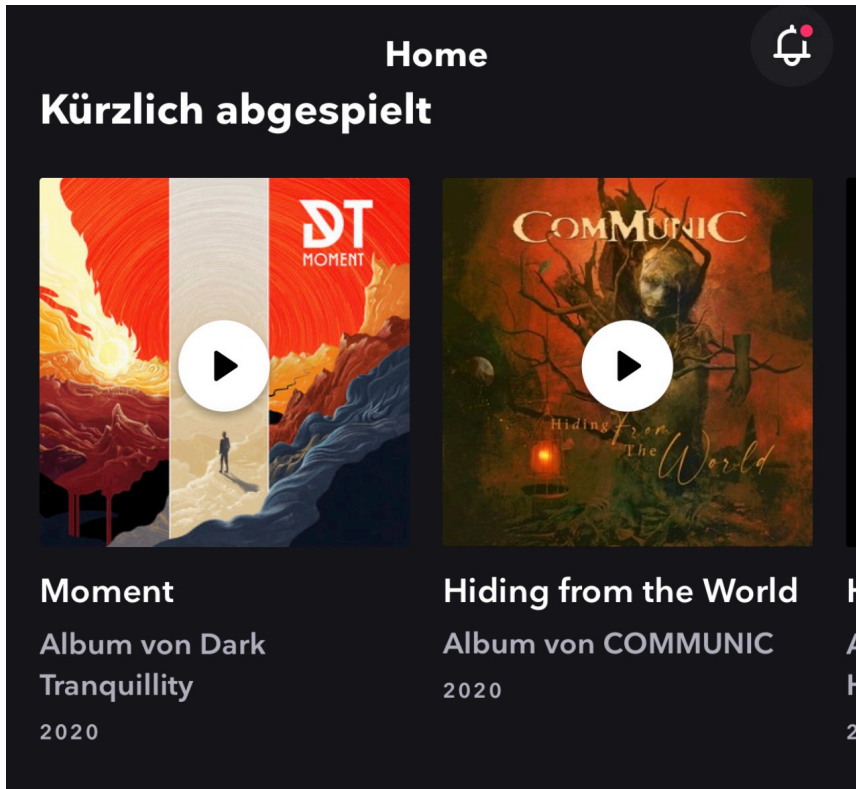 Home
Kürzlich abgespielt
DT
MOMENT
COMMUNIC
Hiding from
The World
Moment
Album von Dark
Tranquillity
2020
Hiding from the World
Album von COMMUNIC
2020